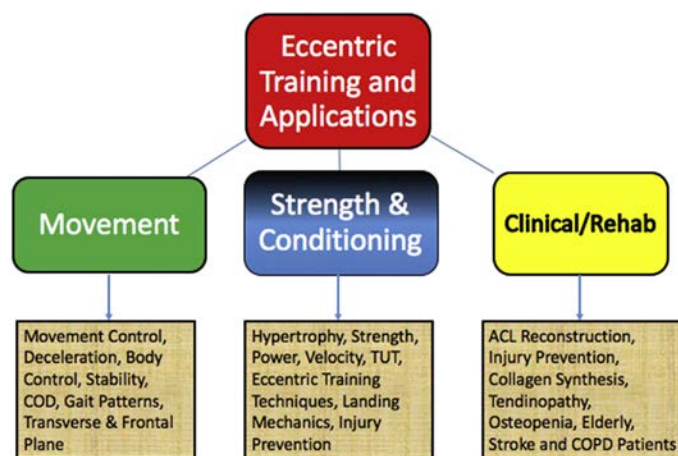 Eccentric
Training and
Applications
Movement
Strength &
Conditioning
Clinical/Rehab
Movement Control,
Deceleration, Body
Control, Stability,
COD, Gait Patterns,
Transverse & Frontal
Plane
Hypertrophy, Strength,
Power, Velocity, TUT,
Eccentric Training
Techniques, Landing
Mechanics, Injury
Prevention
ACL Reconstruction,
Injury Prevention,
Collagen Synthesis,
Tendinopathy,
Osteopenia, Elderly,
Stroke and COPD Patients